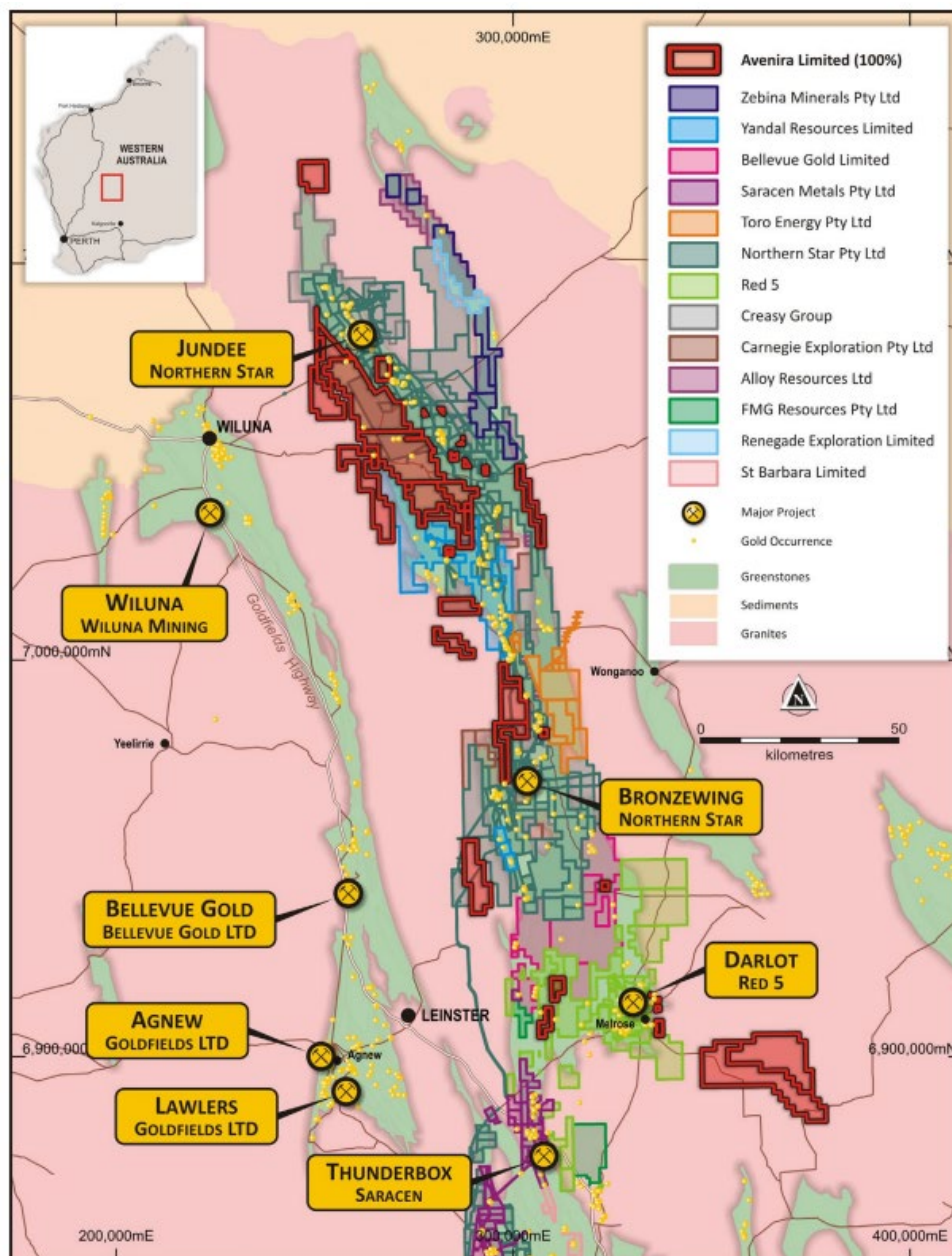 300,000mE
WESTERN
AUSTRALIA
PERTH
Avenira Limited (100%)
Zebina Minerals Pty Ltd
Yandal Resources Limited
Bellevue Gold Limited
Saracen Metals Pty Ltd
Toro Energy Pty Ltd
Northern Star Pty Ltd
Red 5
Creasy Group
Carnegie Exploration Pty Ltd
Alloy Resources Ltd
FMG Resources Pty Ltd
Renegade Exploration Limited
St Barbara Limited
Major Project
Gold Occurrence
Greenstones
Sediments
Granites
JUNDEE
NORTHERN STAR
WILUNA
WILUNA
WILUNA MINING
Goldfields Highway
7,000,000mN
Wonganoo
N
0 50
kilometres
Yeelirrie
BRONZEWING
NORTHERN STAR
BELLEVUE GOLD
BELLEVUE GOLD LTD
DARLOT
RED 5
Melrose
LEINSTER
AGNEW
GOLDFIELDS LTD
Agnew
6,900,000mN
6,900,000mN
LAWLERS
GOLDFIELDS LTD
THUNDERBOX
SARACEN
200,000mE
300,000mE
400,000mE